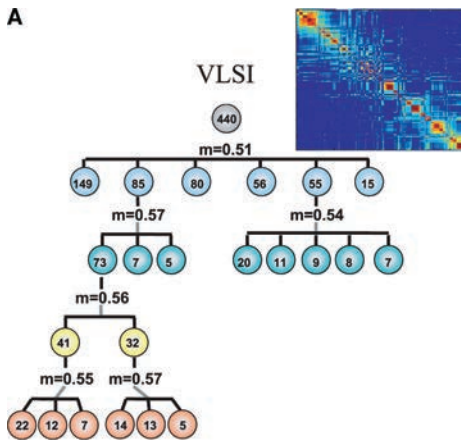 A
VLSI
440
m=0.51
149 85 80 56 55 15
m=0.57 m=0.54
73 7 5 20 11 9 8 7
m=0.56
41 32
m=0.55 m=0.57
22 12 7 14 13 5